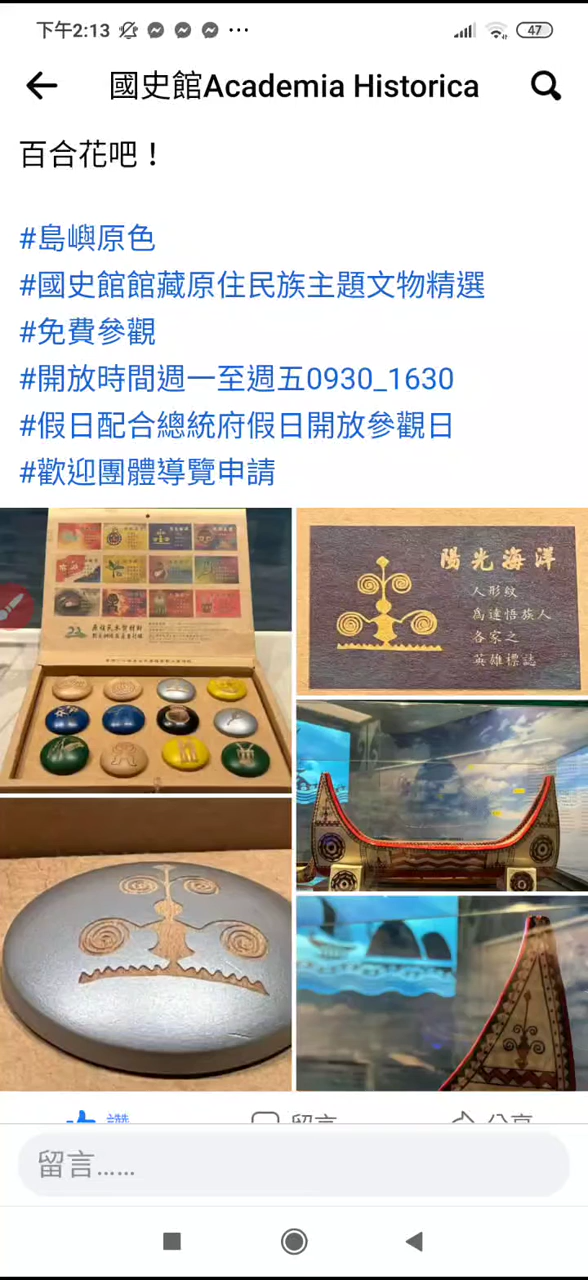 下午2:13
47
國史館Academia Historica
百合花吧！
#島嶼原色
#國史館館藏原住民族主題文物精選
#免費參觀
#開放時間週一至週五0930_1630
#假日配合總統府假日開放參觀日
#歡迎團體導覽申請
陽光海洋
人形紋
為達悟族人
各家之
英雄標誌
讚
留言
分享
留言……